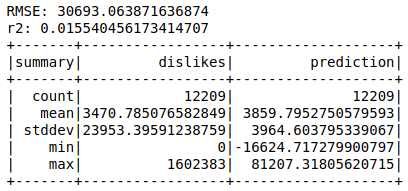 RMSE: 30693.063871636874
r2: 0.015540456173414707
+-------+------------------+-------------------+
|summary|          dislikes|         prediction|
+-------+------------------+-------------------+
|  count|             12209|              12209|
|   mean|3470.785076582849| 3859.7952750579593|
| stddev|23953.39591238759|  3964.603795339067|
|    min|                 0|-16624.717279900797|
|    max|           1602383|  81207.31805620715|
+-------+------------------+-------------------+